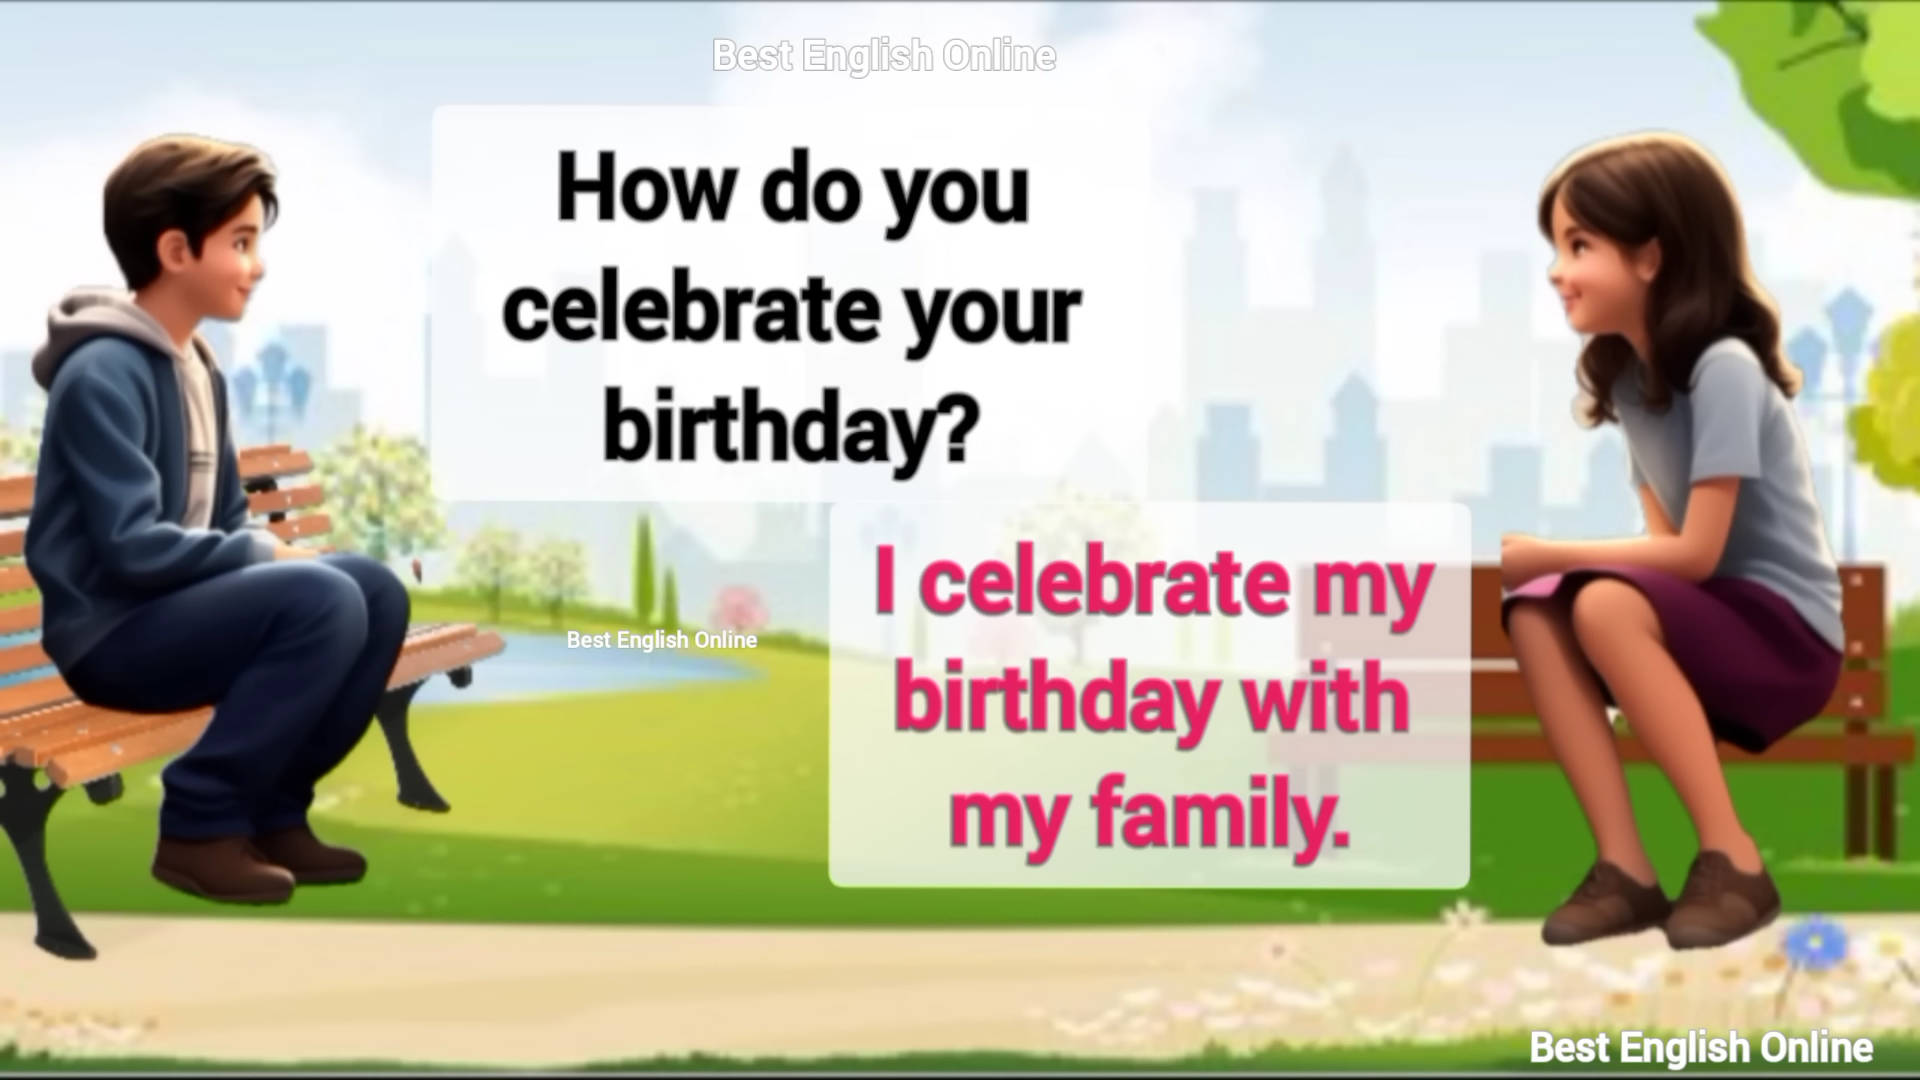 Best English Online
How do you
celebrate your
birthday?
I celebrate my
birthday with
my family.
Best English Online
Best English Online